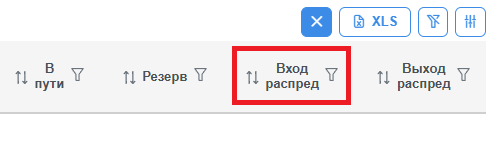 XLS
В
пути
Резерв
Вход
распред
Выход
распред